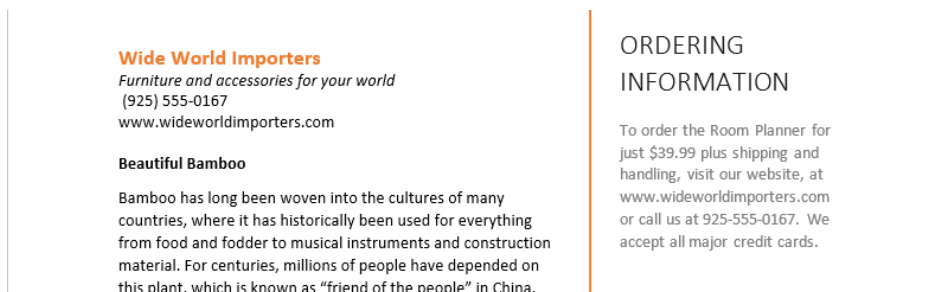 Wide World Importers
Furniture and accessories for your world
(925) 555-0167
www.wideworldimporters.com
Beautiful Bamboo
Bamboo has long been woven into the cultures of many
countries, where it has historically been used for everything
from food and fodder to musical instruments and construction
material. For centuries, millions of people have depended on
this plant, which is known as “friend of the people” in China,
ORDERING
INFORMATION
To order the Room Planner for
just $39.99 plus shipping and
handling, visit our website, at
www.wideworldimporters.com
or call us at 925-555-0167.  We
accept all major credit cards.